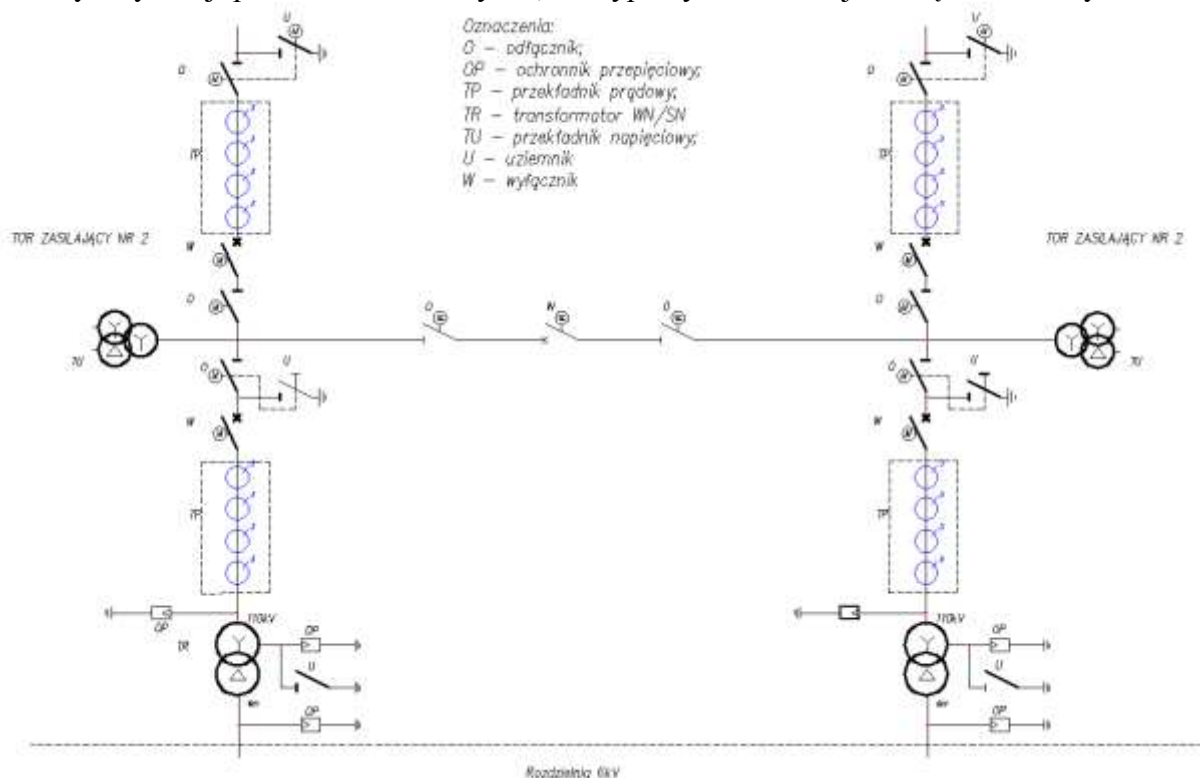 Oznaczenia:
O – odłącznik;
OP – ochronnik przepięciowy;
TP – przekładnik prądowy;
TR – transformator WN/SN
TU – przekładnik napięciowy;
U – uziemnik
W – wyłącznik
U
U
O
O
TP
TP
TOR ZASILAJĄCY NR 2
TOR ZASILAJĄCY NR 2
W
W
O
O
O
W
O
TU
TU
O
U
O
U
W
W
TP
TP
110kV
110kV
OP
TR
OP
OP
U
U
OP
OP
Rozdzielnia 6kV